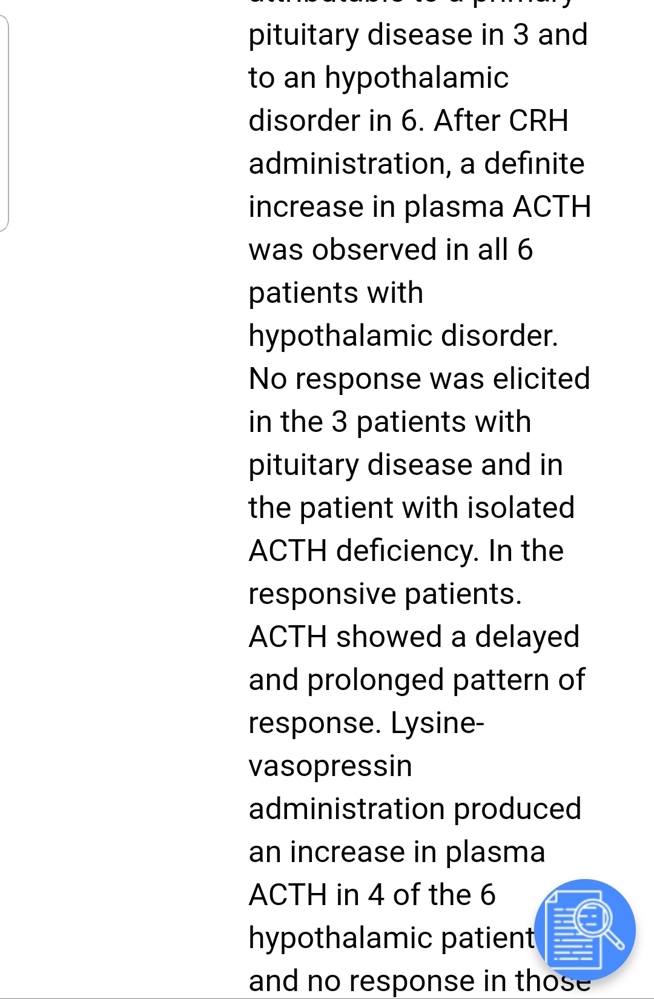 attributable to a primary
pituitary disease in 3 and
to an hypothalamic
disorder in 6. After CRH
administration, a definite
increase in plasma ACTH
was observed in all 6
patients with
hypothalamic disorder.
No response was elicited
in the 3 patients with
pituitary disease and in
the patient with isolated
ACTH deficiency. In the
responsive patients.
ACTH showed a delayed
and prolonged pattern of
response. Lysine-
vasopressin
administration produced
an increase in plasma
ACTH in 4 of the 6
hypothalamic patient
and no response in those